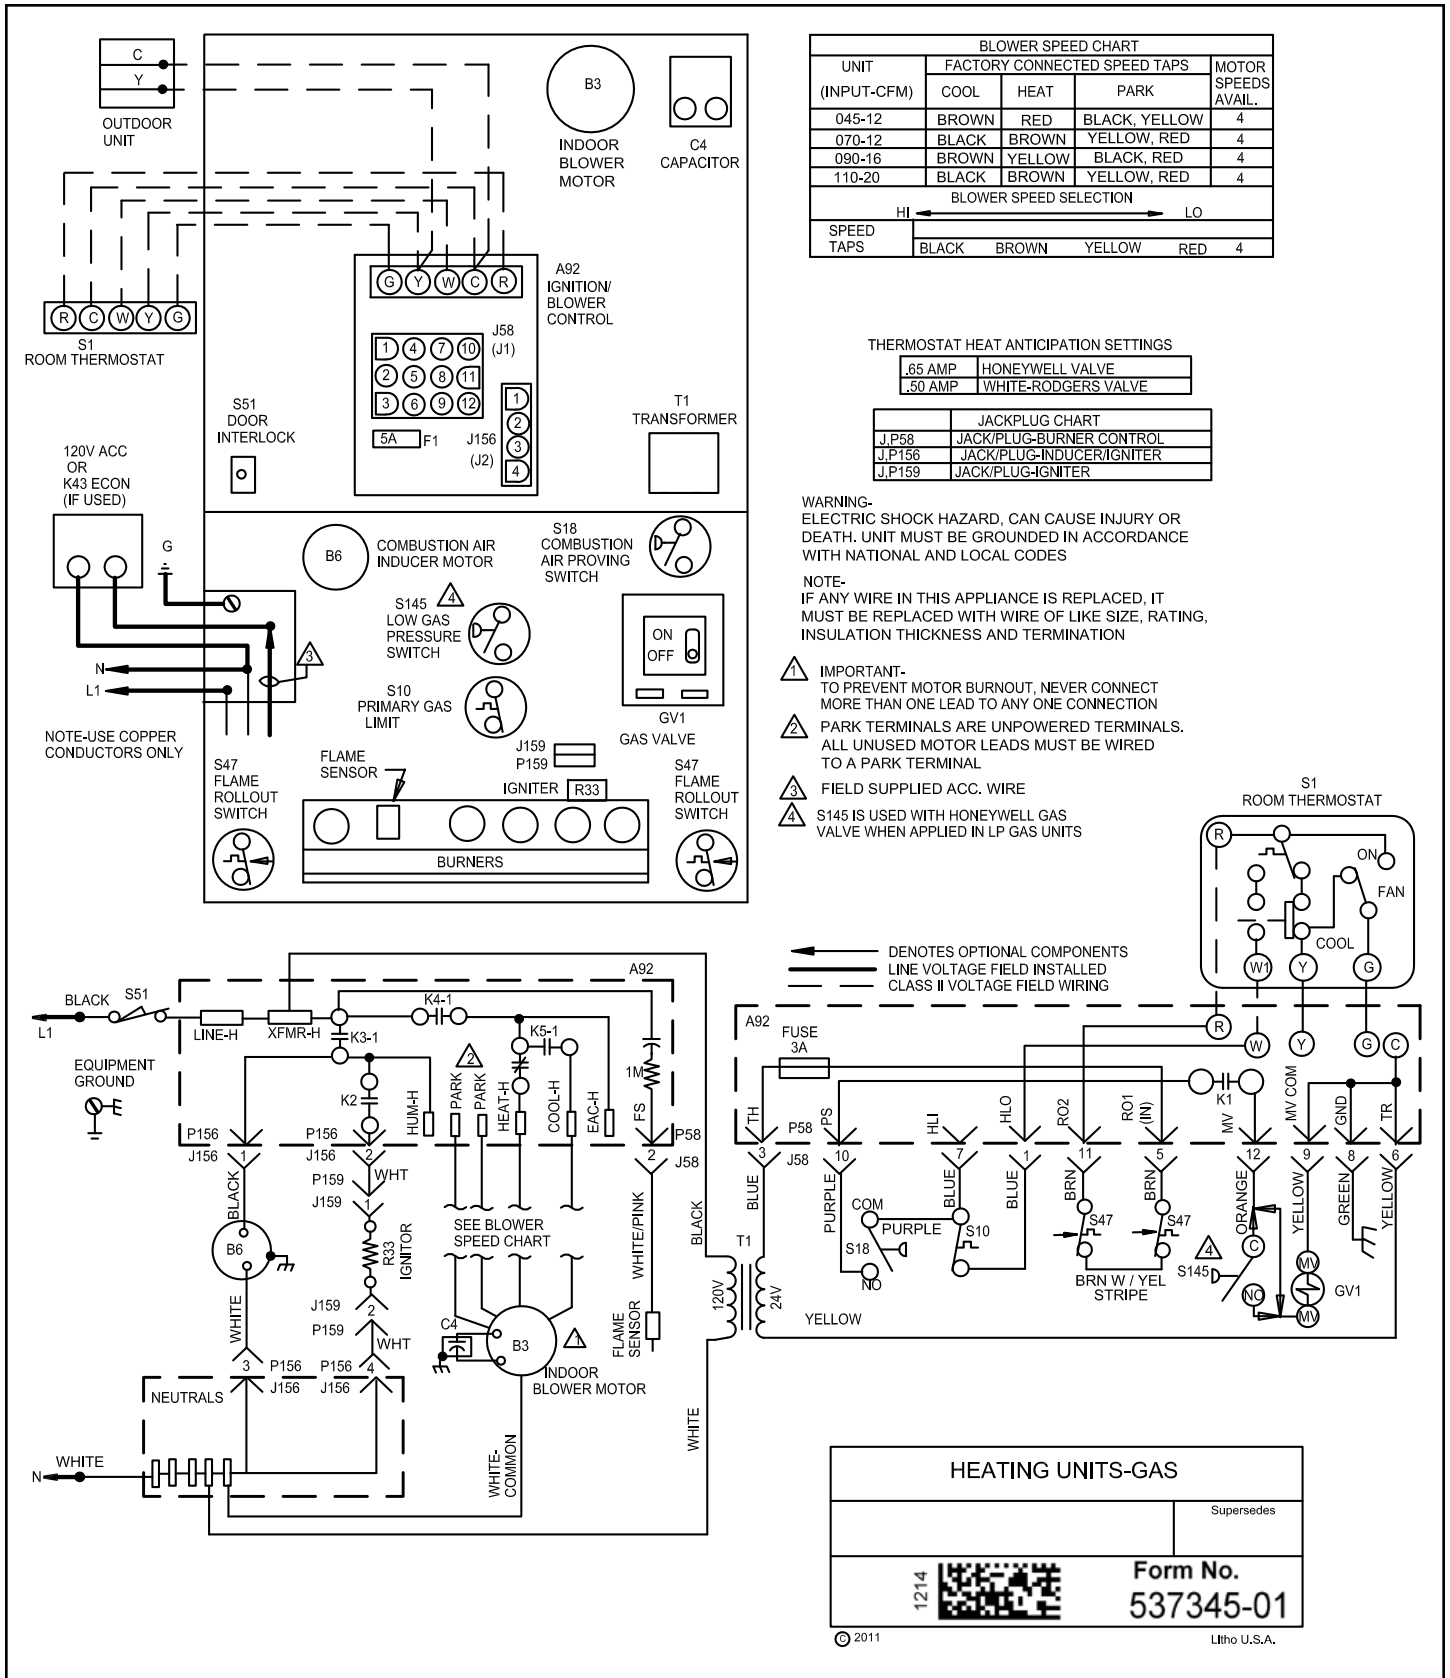 C
Y
OUTDOOR
UNIT
B3
INDOOR
BLOWER
MOTOR
C4
CAPACITOR
G Y W C R
A92
IGNITION/
BLOWER
CONTROL
R C W Y G
S1
ROOM THERMOSTAT
J58
(J1)
1 4 7 10
2 5 8 11
3 6 9 12
5A F1
J156
(J2)
1
2
3
4
S51
DOOR
INTERLOCK
T1
TRANSFORMER
120V ACC
OR
K43 ECON
(IF USED)
G
N
L1
3
NOTE-USE COPPER
CONDUCTORS ONLY
B6
COMBUSTION AIR
INDUCER MOTOR
S18
COMBUSTION
AIR PROVING
SWITCH
S145 4
LOW GAS
PRESSURE
SWITCH
S10
PRIMARY GAS
LIMIT
ON
OFF
GV1
GAS VALVE
J159
P159
FLAME
SENSOR
IGNITER R33
S47
FLAME
ROLLOUT
SWITCH
S47
FLAME
ROLLOUT
SWITCH
BURNERS
BLOWER SPEED CHART
UNIT
(INPUT-CFM)
FACTORY CONNECTED SPEED TAPS
COOL HEAT PARK
MOTOR
SPEEDS
AVAIL.
045-12 BROWN RED BLACK, YELLOW 4
070-12 BLACK BROWN YELLOW, RED 4
090-16 BROWN YELLOW BLACK, RED 4
110-20 BLACK BROWN YELLOW, RED 4
BLOWER SPEED SELECTION
HI LO
SPEED
TAPS BLACK BROWN YELLOW RED 4
THERMOSTAT HEAT ANTICIPATION SETTINGS
.65 AMP HONEYWELL VALVE
.50 AMP WHITE-RODGERS VALVE
JACKPLUG CHART
J,P58 JACK/PLUG-BURNER CONTROL
J,P156 JACK/PLUG-INDUCER/IGNITER
J,P159 JACK/PLUG-IGNITER
WARNING-
ELECTRIC SHOCK HAZARD, CAN CAUSE INJURY OR
DEATH. UNIT MUST BE GROUNDED IN ACCORDANCE
WITH NATIONAL AND LOCAL CODES
NOTE-
IF ANY WIRE IN THIS APPLIANCE IS REPLACED, IT
MUST BE REPLACED WITH WIRE OF LIKE SIZE, RATING,
INSULATION THICKNESS AND TERMINATION
1 IMPORTANT-
TO PREVENT MOTOR BURNOUT, NEVER CONNECT
MORE THAN ONE LEAD TO ANY ONE CONNECTION
2 PARK TERMINALS ARE UNPOWERED TERMINALS.
ALL UNUSED MOTOR LEADS MUST BE WIRED
TO A PARK TERMINAL
3 FIELD SUPPLIED ACC. WIRE
4 S145 IS USED WITH HONEYWELL GAS
VALVE WHEN APPLIED IN LP GAS UNITS
S1
ROOM THERMOSTAT
R
ON
FAN
COOL
W1 Y G
DENOTES OPTIONAL COMPONENTS
LINE VOLTAGE FIELD INSTALLED
CLASS II VOLTAGE FIELD WIRING
BLACK S51
L1
A92
LINE-H XFMR-H
K4-1
K3-1
K5-1
K2
2
1M
HUM-H
PARK
PARK
HEAT-H
COOL-H
EAC-H
FS
EQUIPMENT
GROUND
P156 P156 P58
J156 1 J156 2 2 J58
BLACK
P159 WHT
J159 1
B6
R33
IGNITOR
SEE BLOWER
SPEED CHART
WHITE/PINK
BLACK
WHITE
J159 2
P159 WHT
C4
B3
1
INDOOR
BLOWER MOTOR
FLAME
SENSOR
3 P156 P156 4
J156 J156
NEUTRALS
N WHITE
WHITE-
COMMON
WHITE
A92
FUSE
3A
R
W Y G C
K1
TH
PS
HLI
HLO
RO2
RO1
(IN)
MV
MV COM
GND
TR
P58
3 J58 10 7 1 11 5 12 9 8 6
BLUE
PURPLE
BLUE
BLUE
BRN
BRN
ORANGE
YELLOW
GREEN
YELLOW
COM
PURPLE
S18
NO
S10
S47
S47
BRN W / YEL
STRIPE
4
S145
C
NO
MV
MV
GV1
T1
120V
24V
YELLOW
HEATING UNITS-GAS
Supersedes
1214
Form No.
537345-01
© 2011
Litho U.S.A.